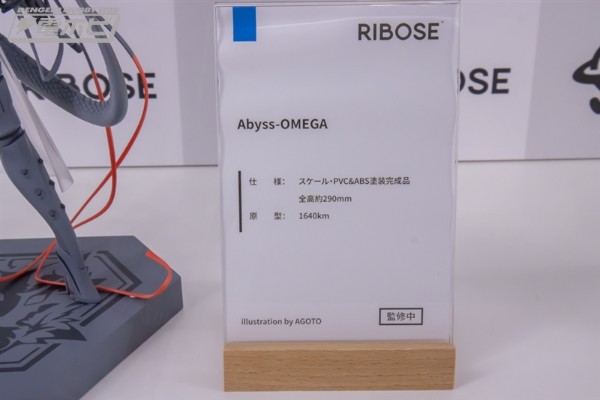 RIBOSE
RIBOSE
Abyss-OMEGA
仕　様： スケール・PVC&ABS塗装完成品
全高約290mm
原　型： 1640km
illustration by AGOTO
監修中